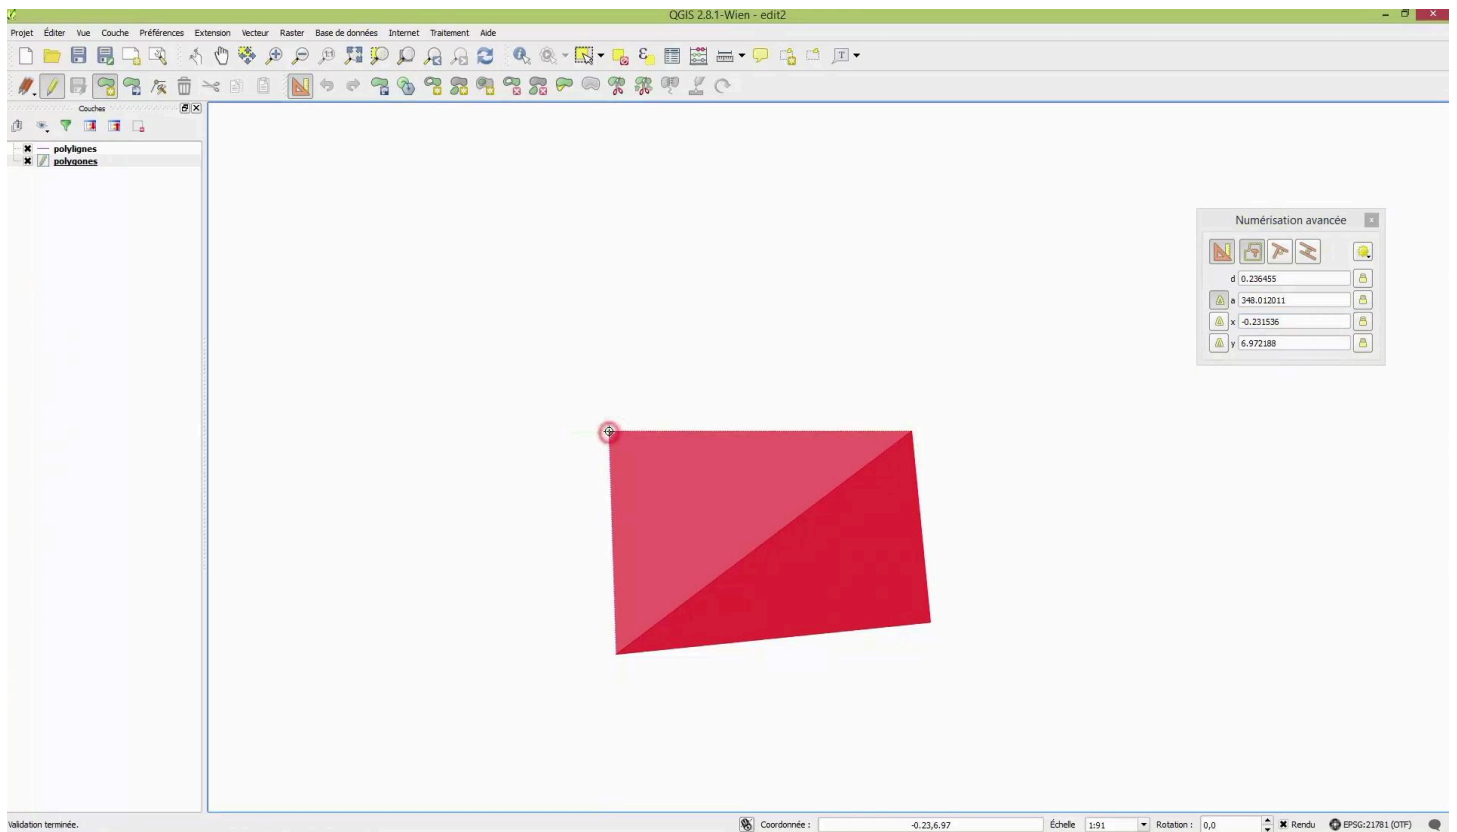 QGIS 2.8.1-Wien - edit2
Projet Éditer Vue Couche Préférences Extension Vecteur Raster Base de données Internet Traitement Aide
Couches
polylignes
polygones
Numérisation avancée
d 0.236455
a 348.012011
x -0.231536
y 6.972188
Validation terminée.
Coordonnée : -0.23,6.97 Échelle 1:91 Rotation : 0,0 Rendu EPSG:21781 (OTF)